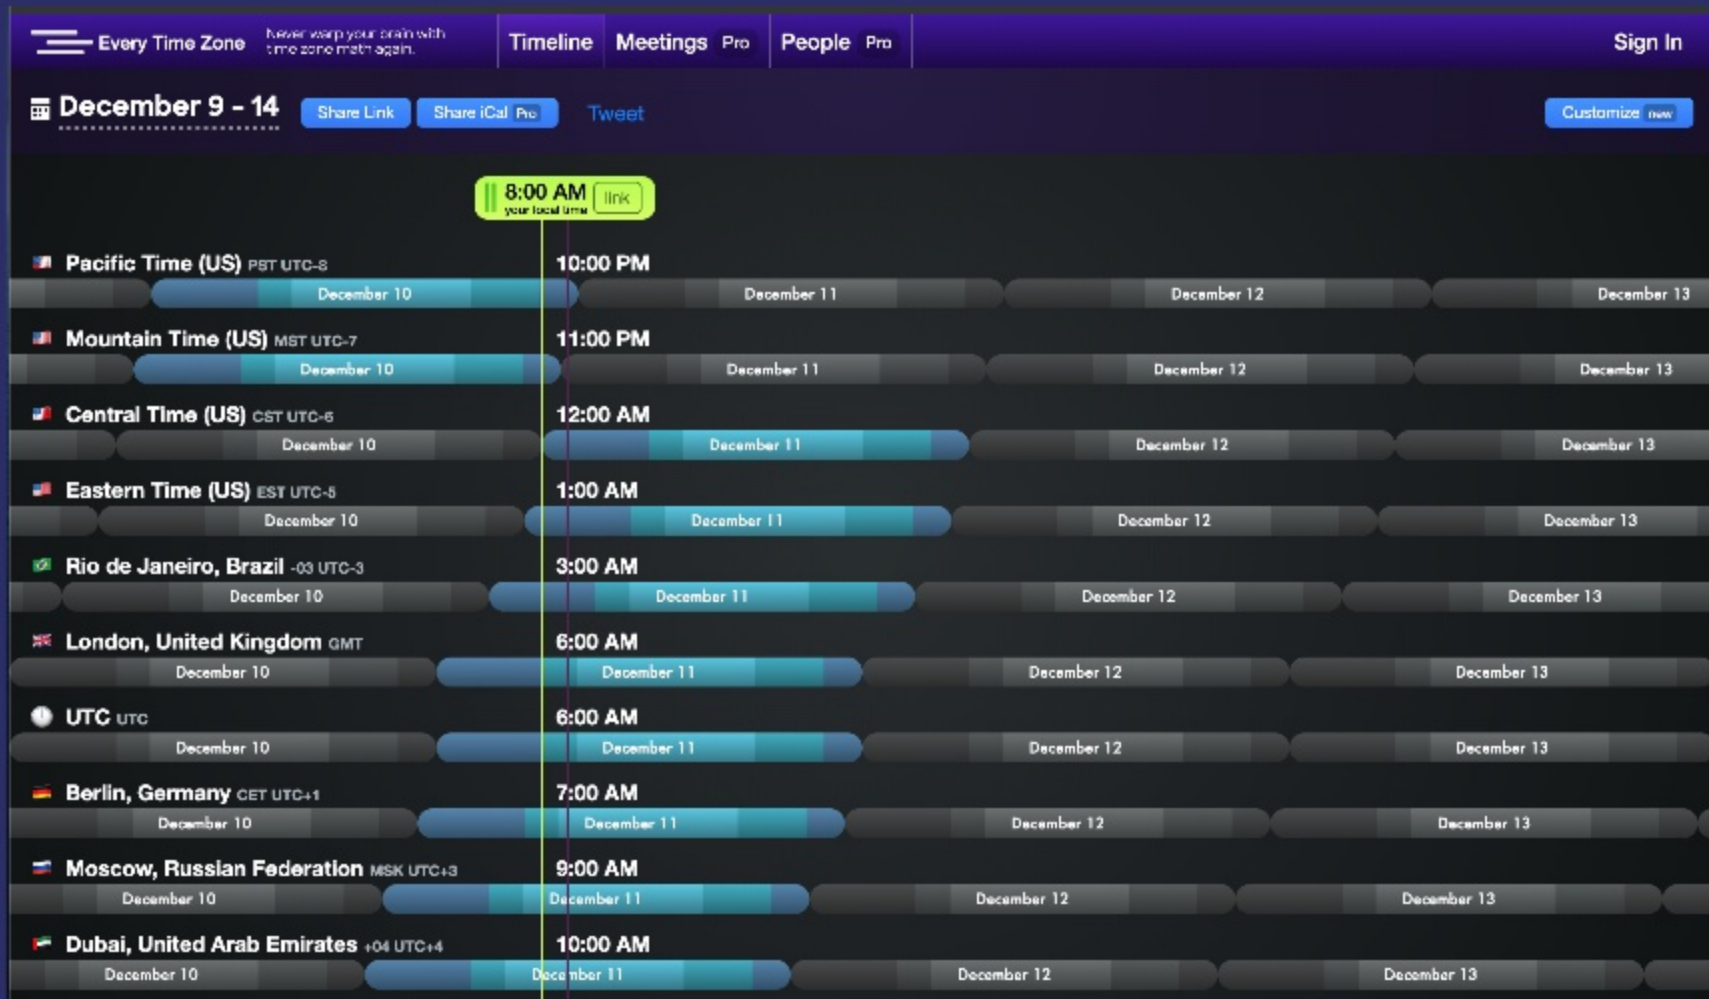 Every Time Zone
Never warp your brain with
time zone math again.
Timeline
Meetings Pro
People Pro
Sign In
December 9 - 14
Share Link
Share iCal Pro
Tweet
Customize new
8:00 AM
your local time
link
Pacific Time (US) PST UTC-8 10:00 PM
December 10 December 11 December 12 December 13
Mountain Time (US) MST UTC-7 11:00 PM
December 10 December 11 December 12 December 13
Central Time (US) CST UTC-6 12:00 AM
December 10 December 11 December 12 December 13
Eastern Time (US) EST UTC-5 1:00 AM
December 10 December 11 December 12 December 13
Rio de Janeiro, Brazil -03 UTC-3 3:00 AM
December 10 December 11 December 12 December 13
London, United Kingdom GMT 6:00 AM
December 10 December 11 December 12 December 13
UTC UTC 6:00 AM
December 10 December 11 December 12 December 13
Berlin, Germany CET UTC+1 7:00 AM
December 10 December 11 December 12 December 13
Moscow, Russian Federation MSK UTC+3 9:00 AM
December 10 December 11 December 12 December 13
Dubai, United Arab Emirates +04 UTC+4 10:00 AM
December 10 December 11 December 12 December 13